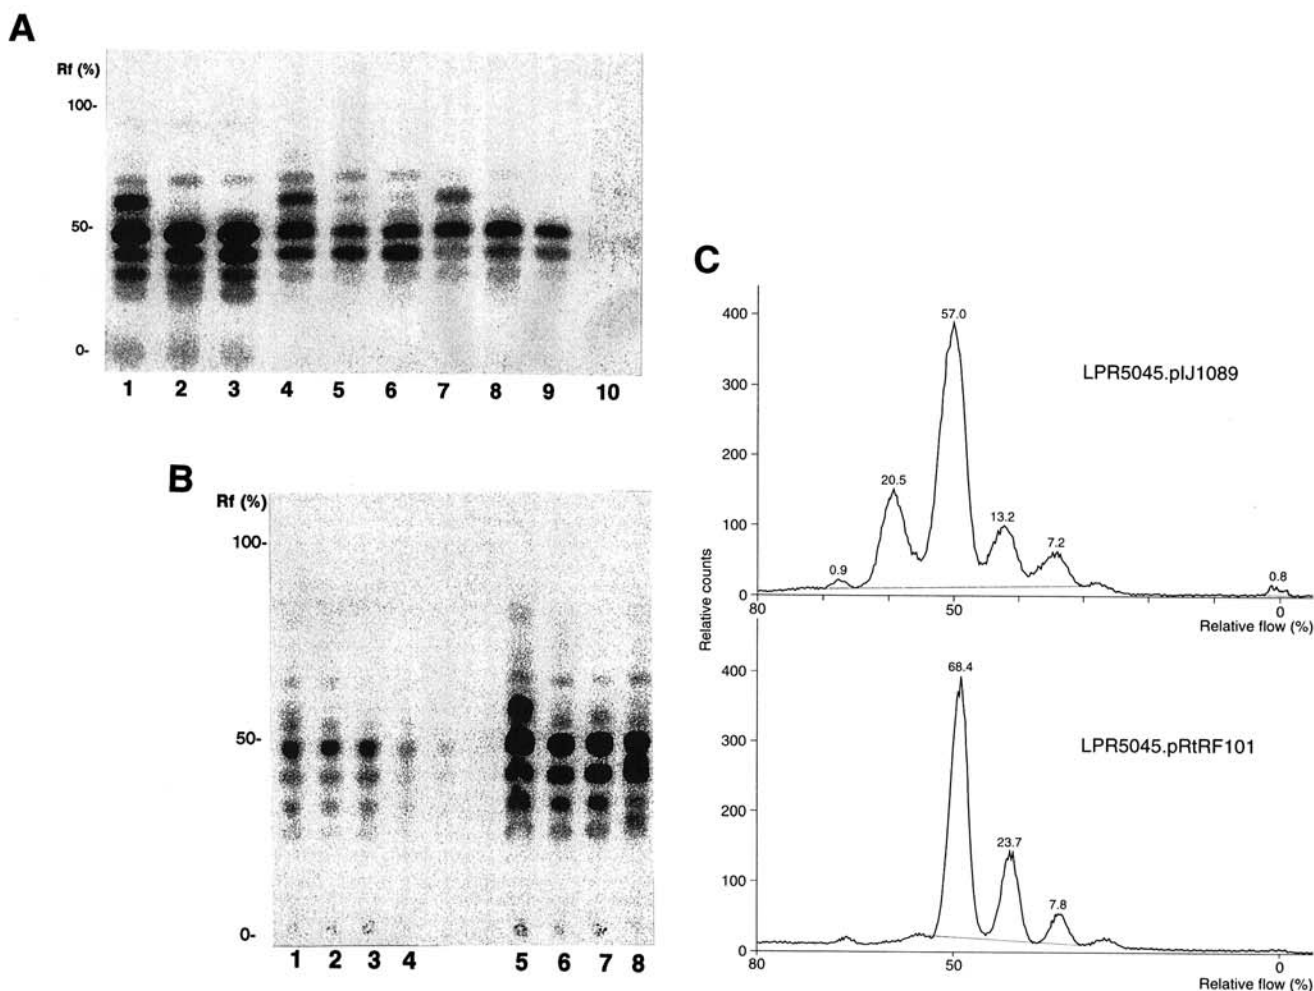 A
Rf (%)
100-
50-
0-
1 2 3 4 5 6 7 8 9 10
B
Rf (%)
100-
50-
0-
1 2 3 4 5 6 7 8
C
Relative counts
400
300
200
100
0
57.0
20.5
13.2
7.2
0.9
0.8
LPR5045.pIJ1089
80 50 0
Relative flow (%)
400
300
200
100
0
68.4
23.7
7.8
LPR5045.pRtRF101
80 50 0
Relative flow (%)